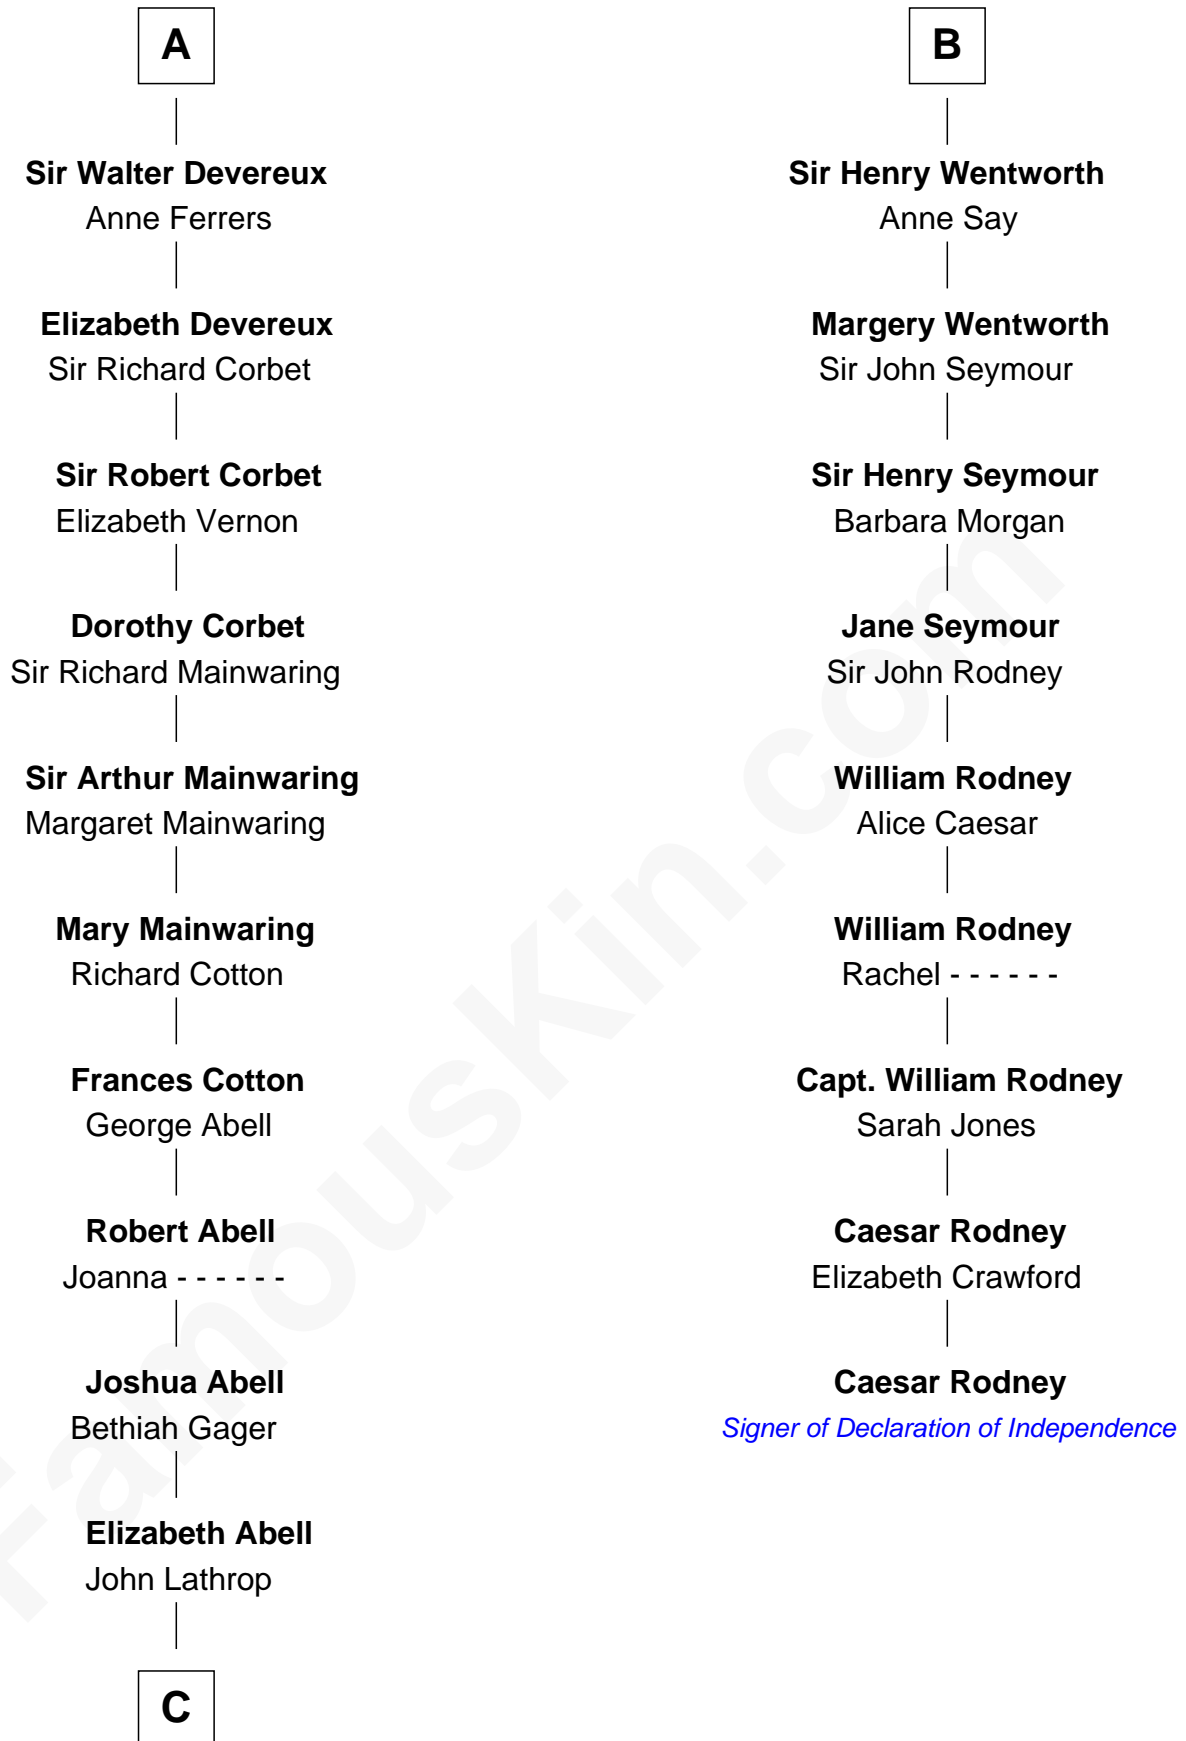 A
Sir Walter Devereux
Anne Ferrers
Elizabeth Devereux
Sir Richard Corbet
Sir Robert Corbet
Elizabeth Vernon
Dorothy Corbet
Sir Richard Mainwaring
Sir Arthur Mainwaring
Margaret Mainwaring
Mary Mainwaring
Richard Cotton
Frances Cotton
George Abell
Robert Abell
Joanna - - - - - -
Joshua Abell
Bethiah Gager
Elizabeth Abell
John Lathrop
C
B
Sir Henry Wentworth
Anne Say
Margery Wentworth
Sir John Seymour
Sir Henry Seymour
Barbara Morgan
Jane Seymour
Sir John Rodney
William Rodney
Alice Caesar
William Rodney
Rachel - - - - - -
Capt. William Rodney
Sarah Jones
Caesar Rodney
Elizabeth Crawford
Caesar Rodney
Signer of Declaration of Independence
FamousKin.com